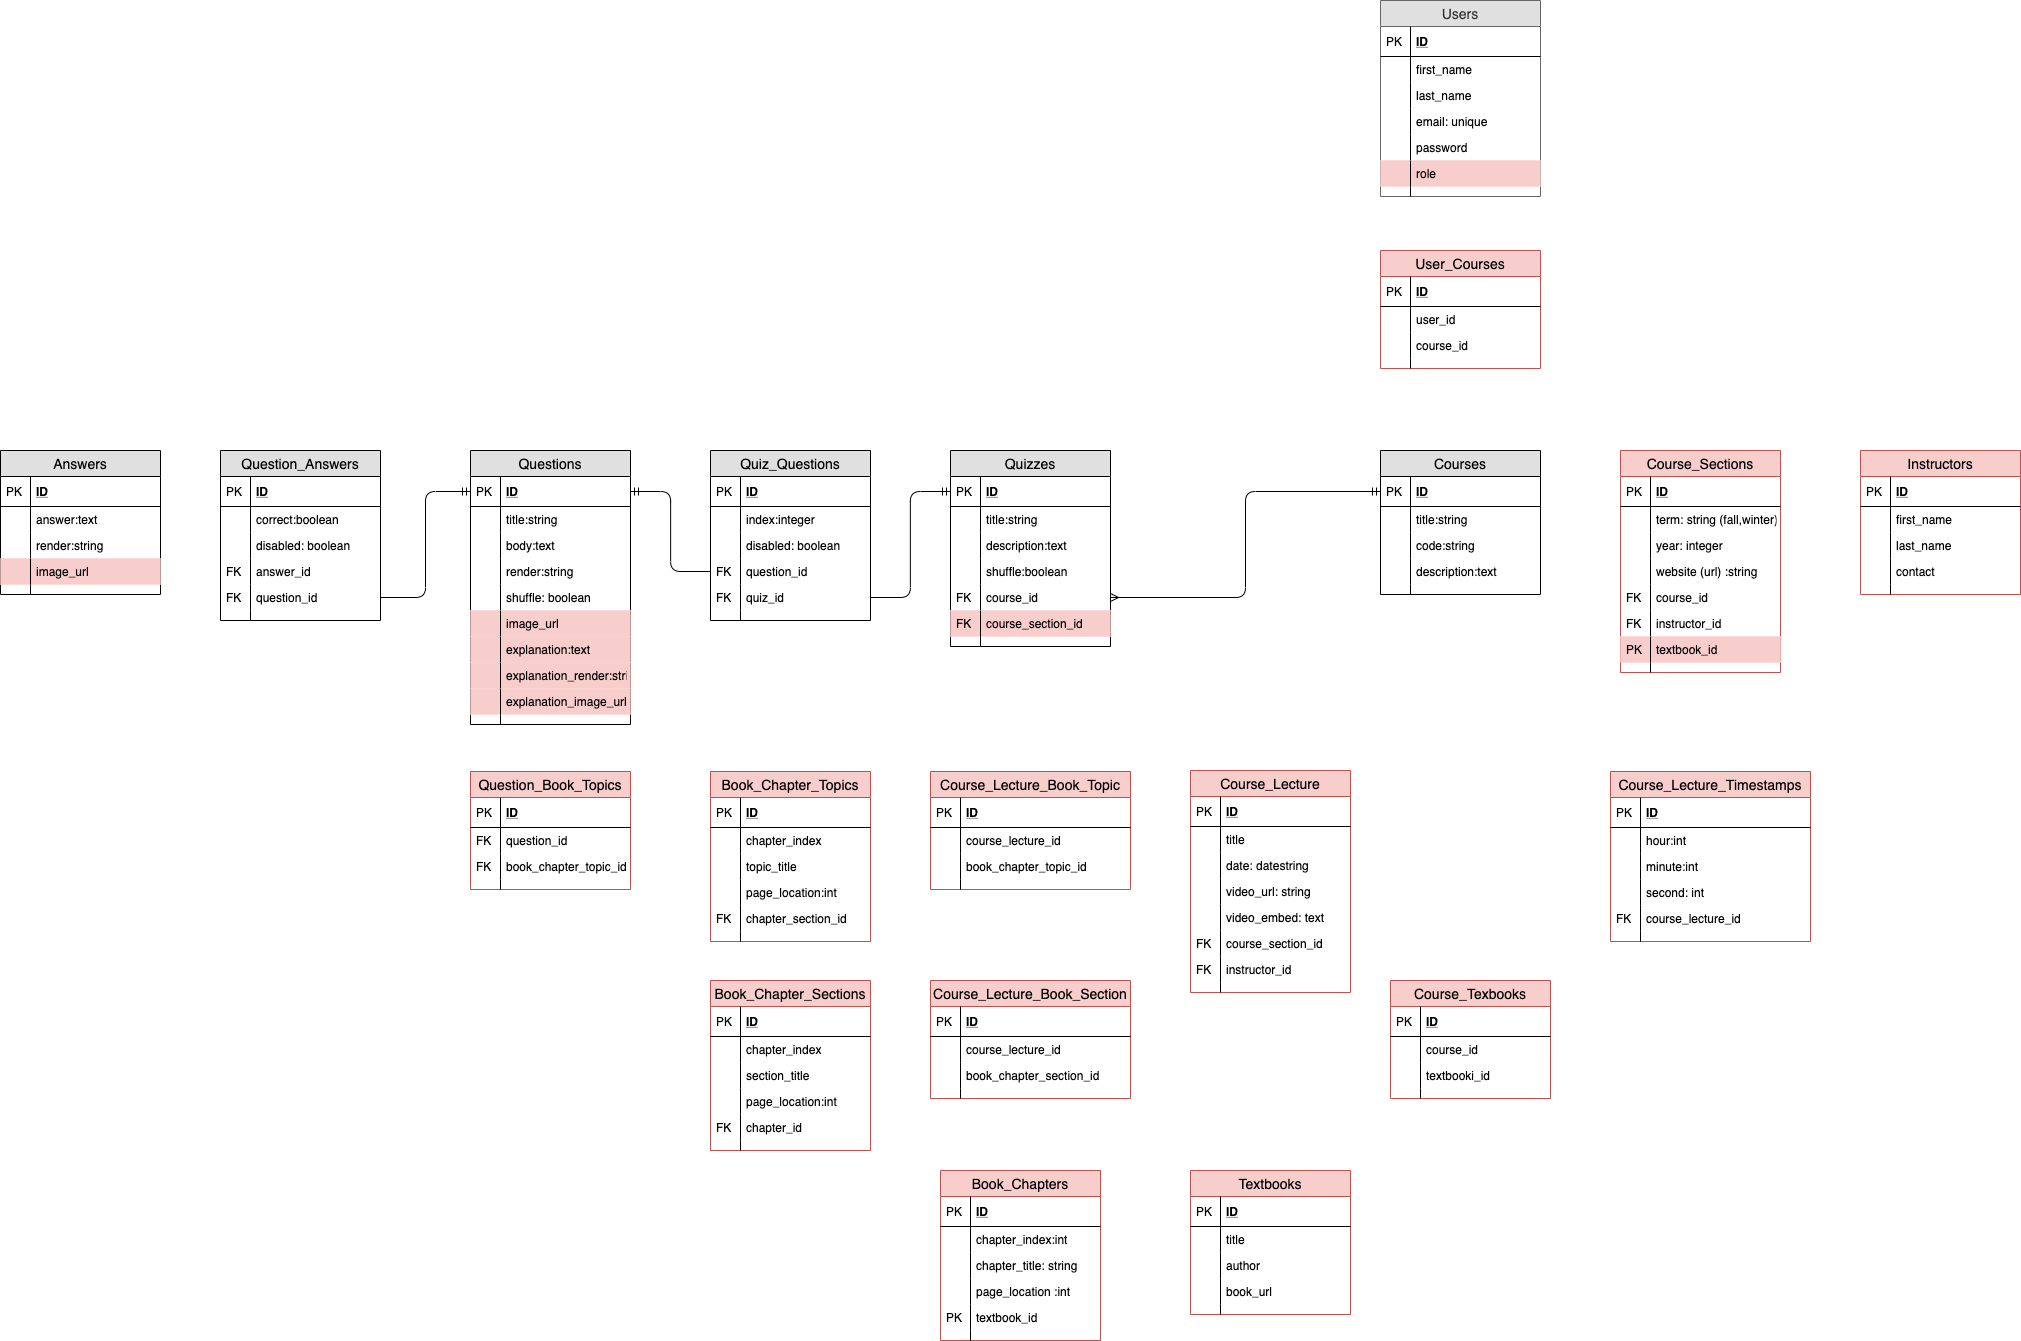 Users
PK ID
first_name
last_name
email: unique
password
role
User_Courses
PK ID
user_id
course_id
Answers
PK ID
answer:text
render:string
image_url
Question_Answers
PK ID
correct:boolean
disabled: boolean
FK answer_id
FK question_id
Questions
PK ID
title:string
body:text
render:string
shuffle: boolean
image_url
explanation:text
explanation_render:stri
explanation_image_url
Quiz_Questions
PK ID
index:integer
disabled: boolean
FK question_id
FK quiz_id
Quizzes
PK ID
title:string
description:text
shuffle:boolean
FK course_id
FK course_section_id
Courses
PK ID
title:string
code:string
description:text
Course_Sections
PK ID
term: string (fall,winter)
year: integer
website (url) :string
FK course_id
FK instructor_id
PK textbook_id
Instructors
PK ID
first_name
last_name
contact
Question_Book_Topics
PK ID
FK question_id
FK book_chapter_topic_id
Book_Chapter_Topics
PK ID
chapter_index
topic_title
page_location:int
FK chapter_section_id
Course_Lecture_Book_Topic
PK ID
course_lecture_id
book_chapter_topic_id
Course_Lecture
PK ID
title
date: datestring
video_url: string
video_embed: text
FK course_section_id
FK instructor_id
Course_Lecture_Timestamps
PK ID
hour:int
minute:int
second: int
FK course_lecture_id
Book_Chapter_Sections
PK ID
chapter_index
section_title
page_location:int
FK chapter_id
Course_Lecture_Book_Section
PK ID
course_lecture_id
book_chapter_section_id
Course_Texbooks
PK ID
course_id
textbooki_id
Book_Chapters
PK ID
chapter_index:int
chapter_title: string
page_location :int
PK textbook_id
Textbooks
PK ID
title
author
book_url